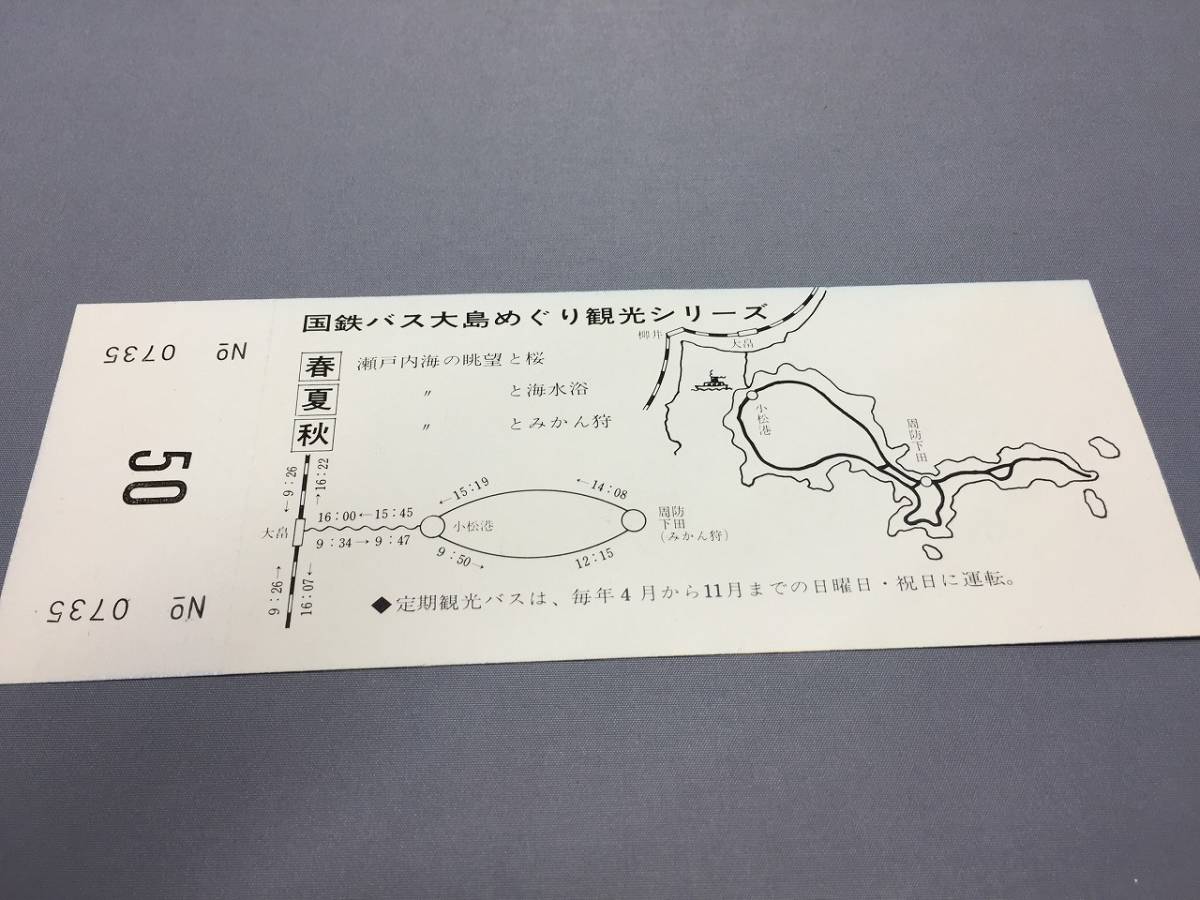 国鉄バス大島めぐり観光シリーズ
春 瀬戸内海の眺望と桜
夏 〃 と海水浴
秋 〃 とみかん狩
←9:26
→16:22
大畠
16:00←15:45
9:34→9:47
9:26→
16:07←
小松港
←15:19
←14:08
9:50→
12:15
周防
下田
(みかん狩)
◆定期観光バスは、毎年4月から11月までの日曜日・祝日に運転。
柳井
大畠
小松港
周防下田
№ 0735
50
№ 0735